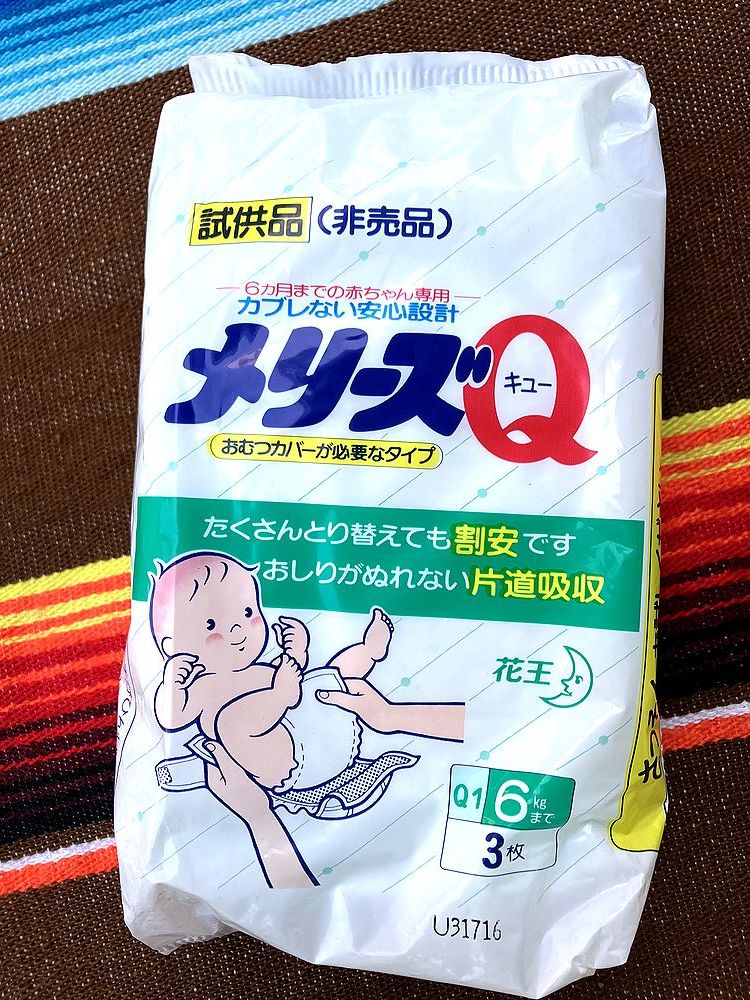 試供品(非売品)
6カ月までの赤ちゃん専用
カブレない安心設計
メリーズQ
キュー
おむつカバーが必要なタイプ
たくさんとり替えても割安です
おしりがぬれない片道吸収
花王
Q1 6kgまで
3枚
U31716